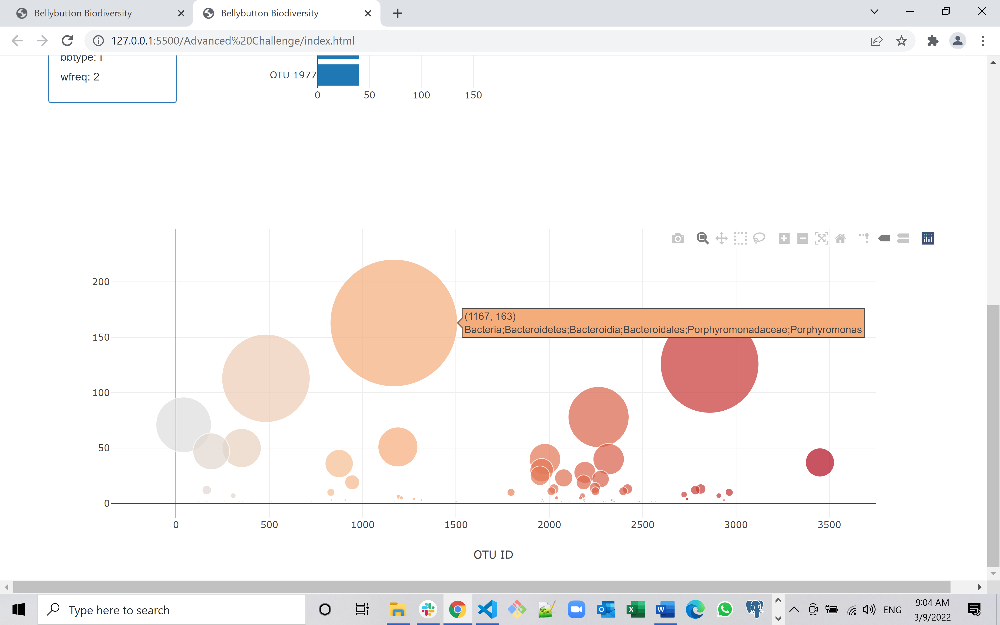 Bellybutton Biodiversity
Bellybutton Biodiversity
127.0.0.1:5500/Advanced%20Challenge/index.html
bbtype: I
wfreq: 2
OTU 1977
0 50 100 150
200
150
100
50
0
(1167, 163)
Bacteria;Bacteroidetes;Bacteroidia;Bacteroidales;Porphyromonadaceae;Porphyromonas
0 500 1000 1500 2000 2500 3000 3500
OTU ID
Type here to search
ENG
9:04 AM
3/9/2022